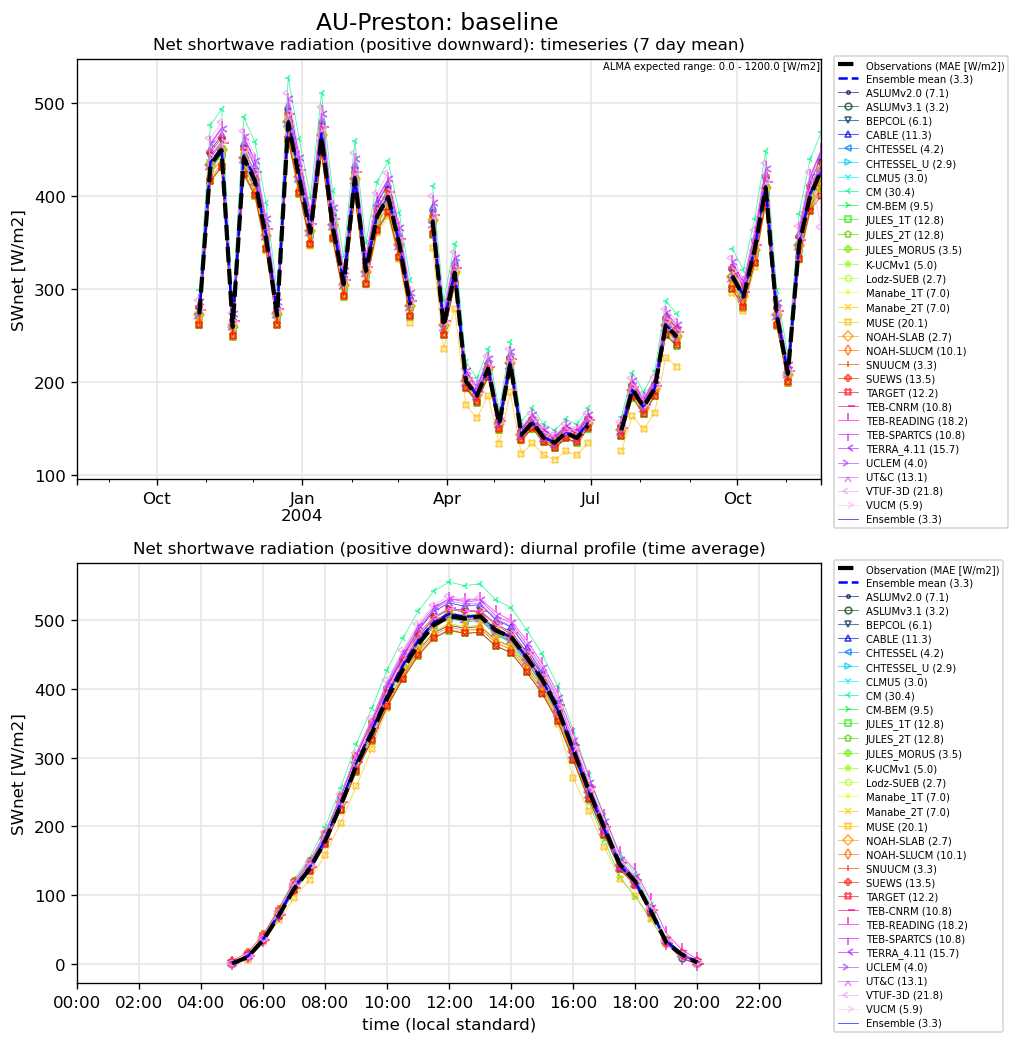 AU-Preston: baseline
Net shortwave radiation (positive downward): timeseries (7 day mean)
ALMA expected range: 0.0 - 1200.0 [W/m2]
SWnet [W/m2]
500
400
300
200
100
Oct
Jan
2004
Apr
Jul
Oct
Observations (MAE [W/m2])
Ensemble mean (3.3)
ASLUMv2.0 (7.1)
ASLUMv3.1 (3.2)
BEPCOL (6.1)
CABLE (11.3)
CHTESSEL (4.2)
CHTESSEL_U (2.9)
CLMU5 (3.0)
CM (30.4)
CM-BEM (9.5)
JULES_1T (12.8)
JULES_2T (12.8)
JULES_MORUS (3.5)
K-UCMv1 (5.0)
Lodz-SUEB (2.7)
Manabe_1T (7.0)
Manabe_2T (7.0)
MUSE (20.1)
NOAH-SLAB (2.7)
NOAH-SLUCM (10.1)
SNUUCM (3.3)
SUEWS (13.5)
TARGET (12.2)
TEB-CNRM (10.8)
TEB-READING (18.2)
TEB-SPARTCS (10.8)
TERRA_4.11 (15.7)
UCLEM (4.0)
UT&C (13.1)
VTUF-3D (21.8)
VUCM (5.9)
Ensemble (3.3)
Net shortwave radiation (positive downward): diurnal profile (time average)
SWnet [W/m2]
500
400
300
200
100
0
00:00
02:00
04:00
06:00
08:00
10:00
12:00
14:00
16:00
18:00
20:00
22:00
time (local standard)
Observation (MAE [W/m2])
Ensemble mean (3.3)
ASLUMv2.0 (7.1)
ASLUMv3.1 (3.2)
BEPCOL (6.1)
CABLE (11.3)
CHTESSEL (4.2)
CHTESSEL_U (2.9)
CLMU5 (3.0)
CM (30.4)
CM-BEM (9.5)
JULES_1T (12.8)
JULES_2T (12.8)
JULES_MORUS (3.5)
K-UCMv1 (5.0)
Lodz-SUEB (2.7)
Manabe_1T (7.0)
Manabe_2T (7.0)
MUSE (20.1)
NOAH-SLAB (2.7)
NOAH-SLUCM (10.1)
SNUUCM (3.3)
SUEWS (13.5)
TARGET (12.2)
TEB-CNRM (10.8)
TEB-READING (18.2)
TEB-SPARTCS (10.8)
TERRA_4.11 (15.7)
UCLEM (4.0)
UT&C (13.1)
VTUF-3D (21.8)
VUCM (5.9)
Ensemble (3.3)